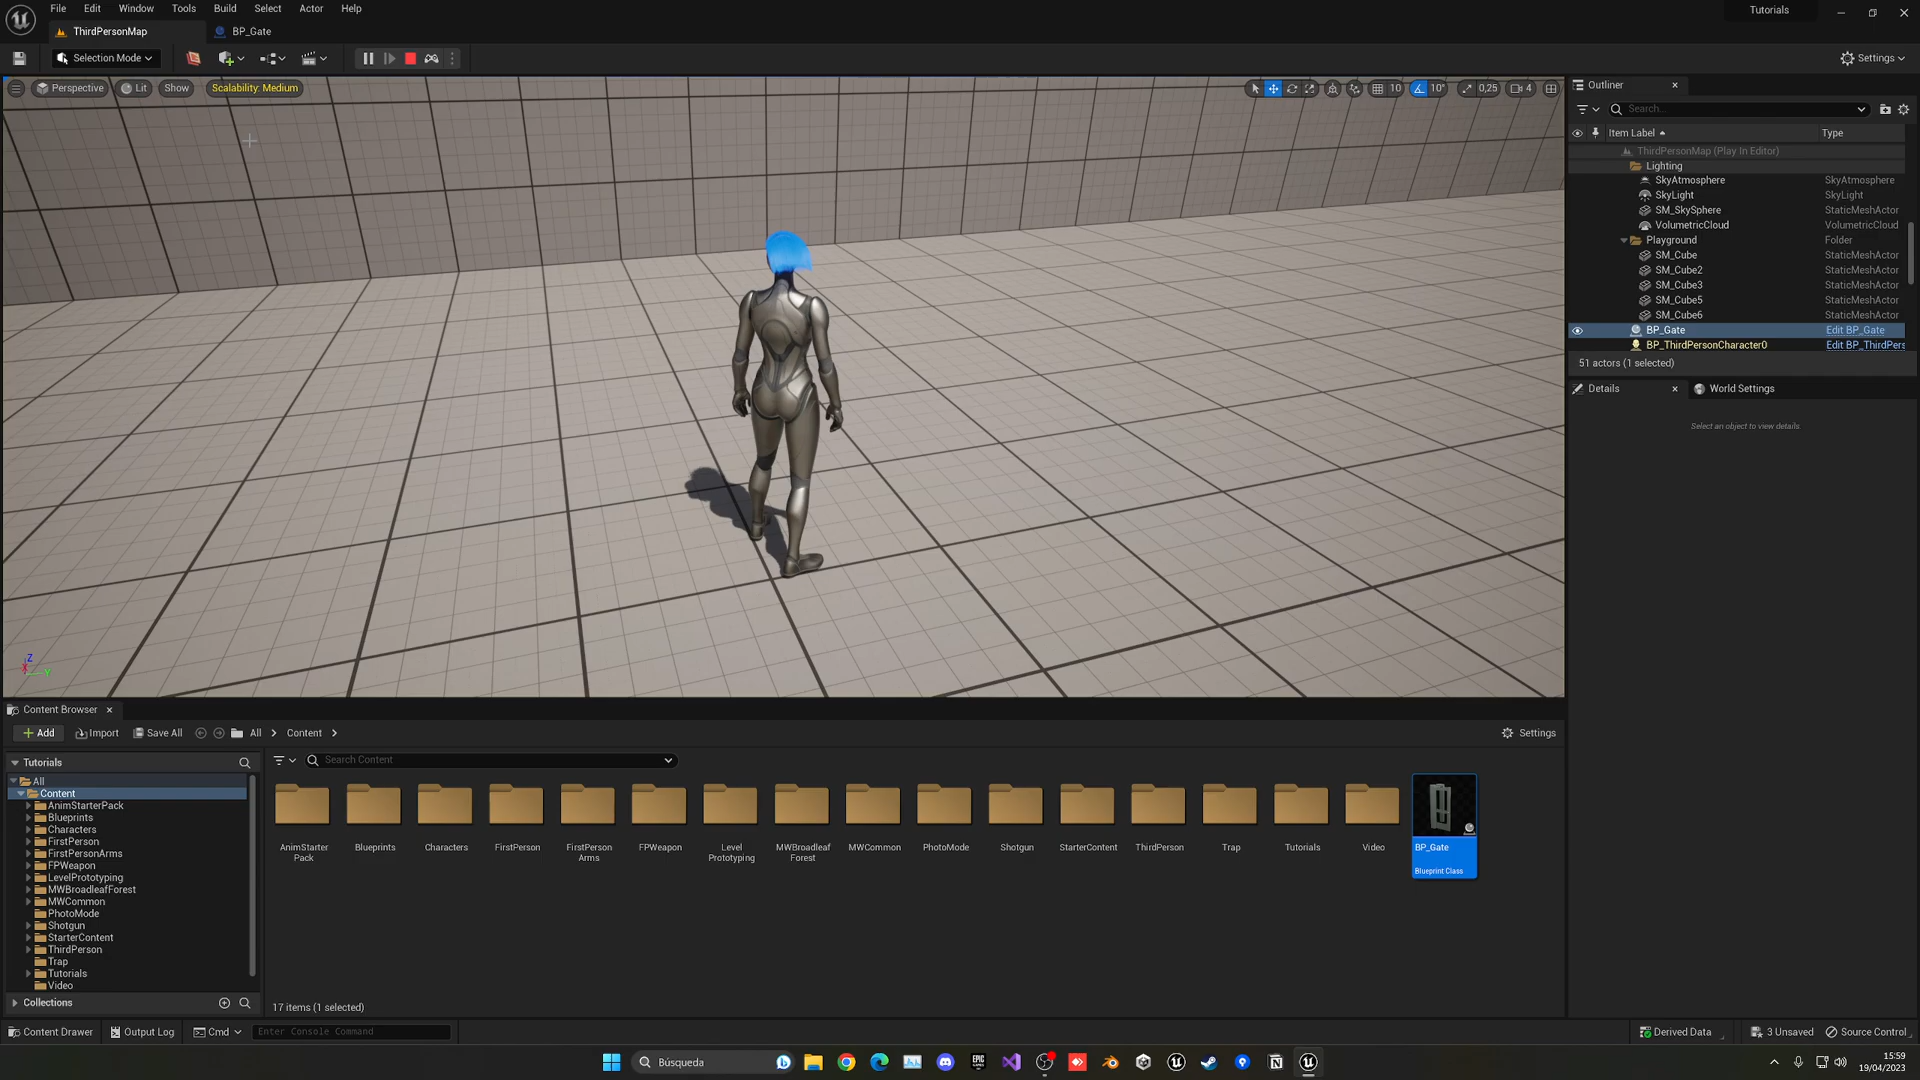 File Edit Window Tools Build Select Actor Help
Tutorials
ThirdPersonMap
BP_Gate
Selection Mode
Settings
Perspective
Lit
Show
Scalability: Medium
10
10°
0,25
4
Outliner
Search...
Item Label
Type
ThirdPersonMap (Play In Editor)
Lighting
SkyAtmosphere SkyAtmosphere
SkyLight SkyLight
SM_SkySphere StaticMeshActor
VolumetricCloud VolumetricCloud
Playground Folder
SM_Cube StaticMeshActor
SM_Cube2 StaticMeshActor
SM_Cube3 StaticMeshActor
SM_Cube5 StaticMeshActor
SM_Cube6 StaticMeshActor
BP_Gate Edit BP_Gate
BP_ThirdPersonCharacter0 Edit BP_ThirdPers
51 actors (1 selected)
Details
World Settings
Select an object to view details
Z
X
Y
Content Browser
Add
Import
Save All
All
Content
Settings
Tutorials
Search Content
All
Content
AnimStarterPack
Blueprints
Characters
FirstPerson
FirstPersonArms
FPWeapon
LevelPrototyping
MWBroadleafForest
MWCommon
PhotoMode
Shotgun
StarterContent
ThirdPerson
Trap
Tutorials
Video
Collections
AnimStarter
Pack
Blueprints
Characters
FirstPerson
FirstPerson
Arms
FPWeapon
Level
Prototyping
MWBroadleaf
Forest
MWCommon
PhotoMode
Shotgun
StarterContent
ThirdPerson
Trap
Tutorials
Video
BP_Gate
Blueprint Class
17 items (1 selected)
Content Drawer
Output Log
Cmd
Enter Console Command
Derived Data
3 Unsaved
Source Control
Búsqueda
EPIC
GAMES
15:59
19/04/2023